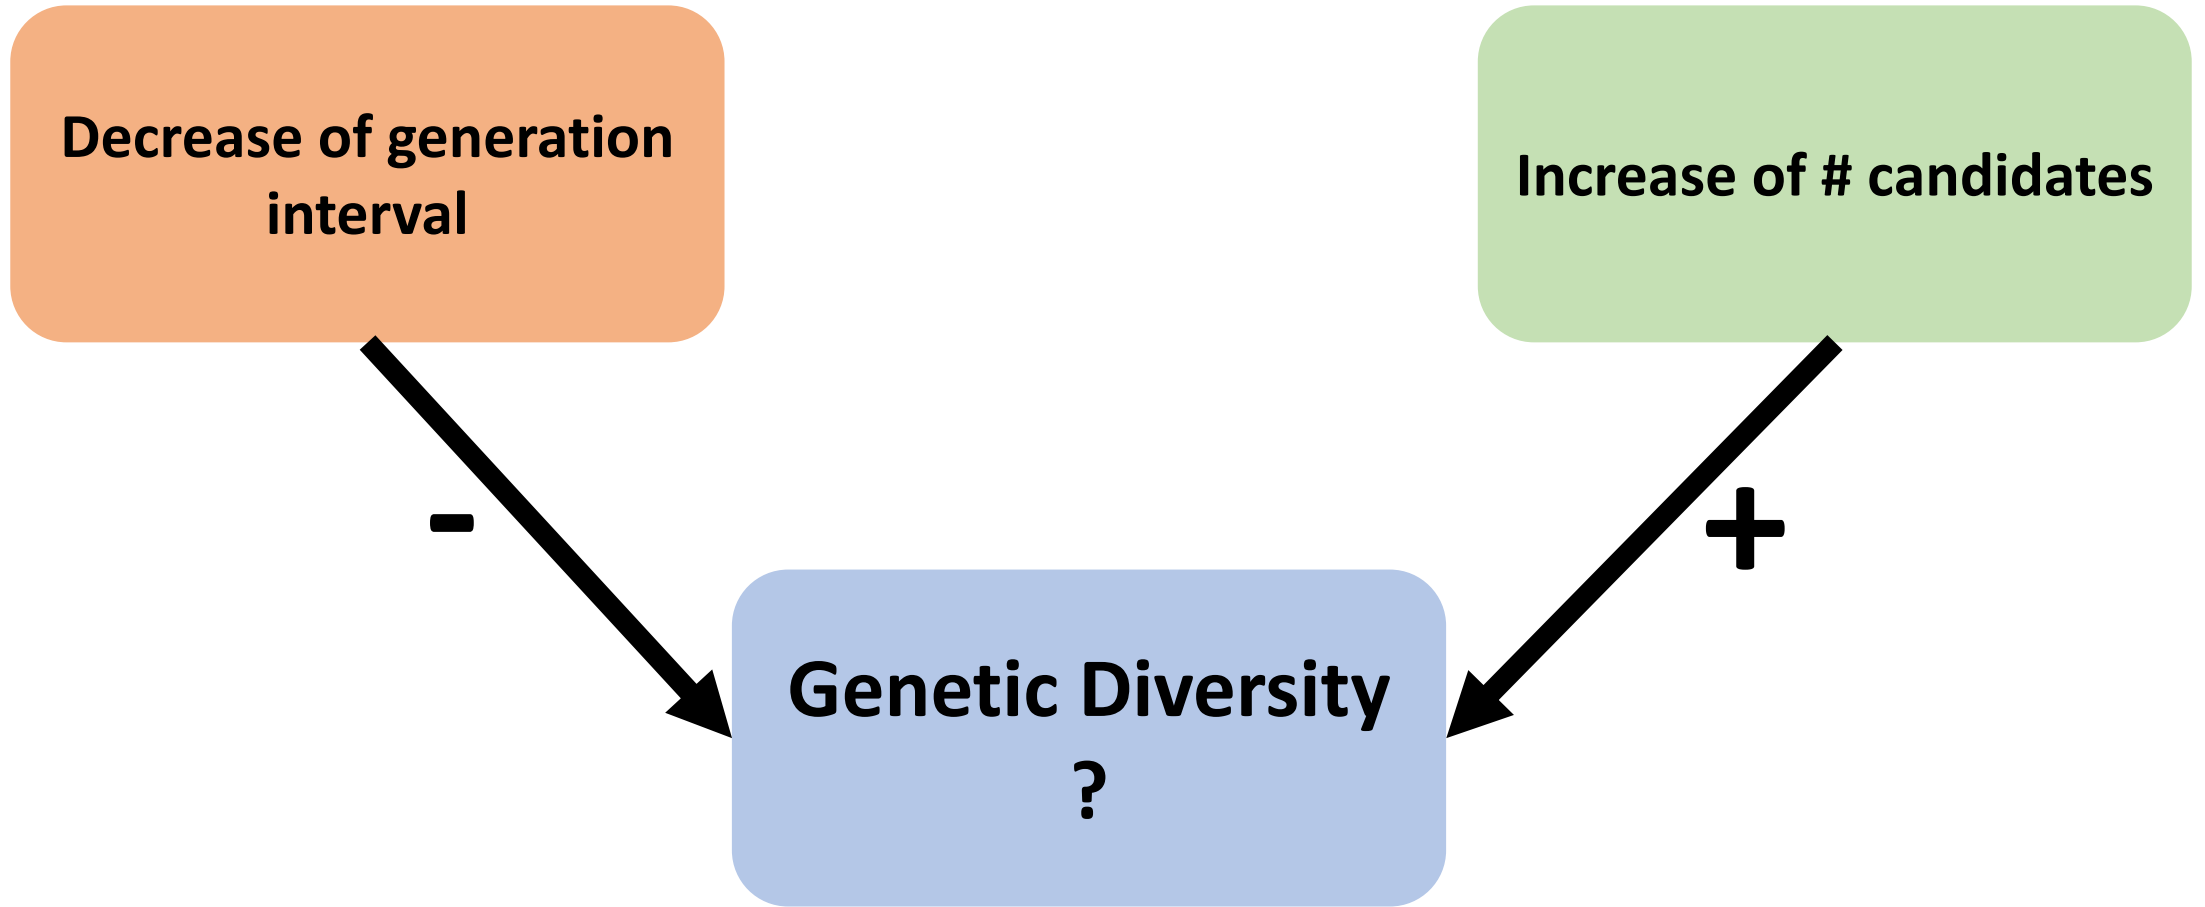 Decrease of generation
interval
Increase of # candidates
-
+
Genetic Diversity
?